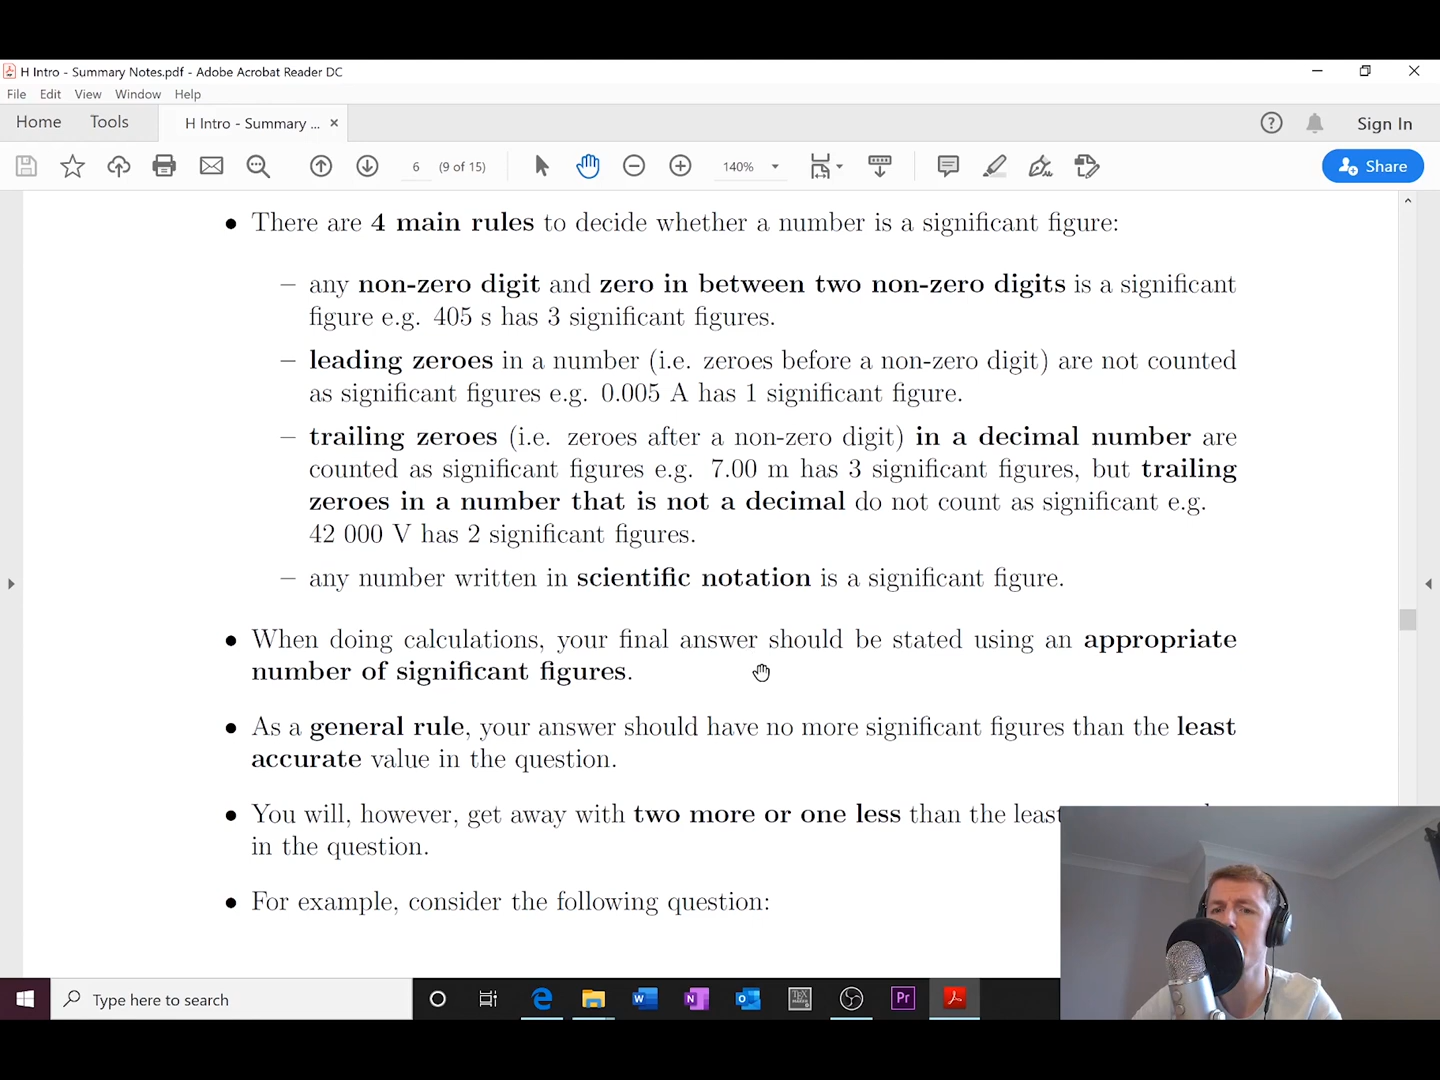 H Intro - Summary Notes.pdf - Adobe Acrobat Reader DC
File Edit View Window Help
Home Tools H Intro - Summary ... × Sign In
6 (9 of 15) 140% Share
• There are 4 main rules to decide whether a number is a significant figure:
– any non-zero digit and zero in between two non-zero digits is a significant
figure e.g. 405 s has 3 significant figures.
– leading zeroes in a number (i.e. zeroes before a non-zero digit) are not counted
as significant figures e.g. 0.005 A has 1 significant figure.
– trailing zeroes (i.e. zeroes after a non-zero digit) in a decimal number are
counted as significant figures e.g. 7.00 m has 3 significant figures, but trailing
zeroes in a number that is not a decimal do not count as significant e.g.
42 000 V has 2 significant figures.
– any number written in scientific notation is a significant figure.
• When doing calculations, your final answer should be stated using an appropriate
number of significant figures.
• As a general rule, your answer should have no more significant figures than the least
accurate value in the question.
• You will, however, get away with two more or one less than the least
in the question.
• For example, consider the following question:
Type here to search